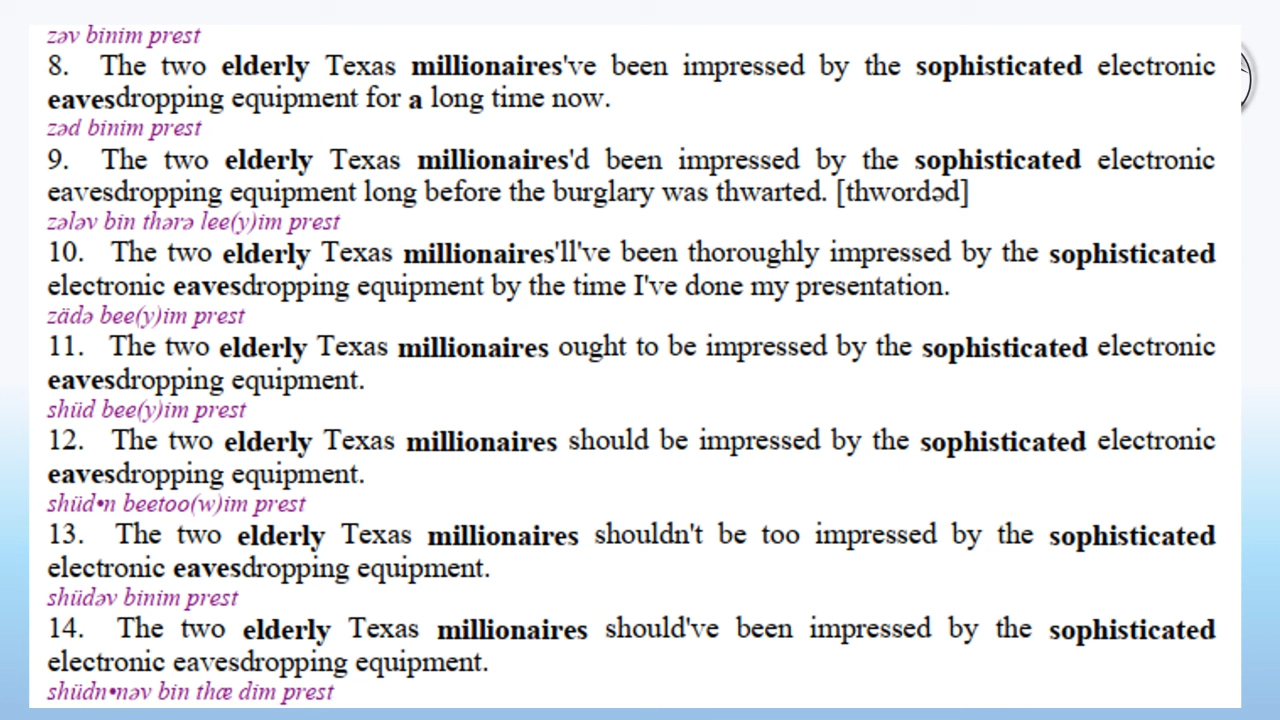 zəv binim prest
8. The two elderly Texas millionaires've been impressed by the sophisticated electronic
eavesdropping equipment for a long time now.
zəd binim prest
9. The two elderly Texas millionaires'd been impressed by the sophisticated electronic
eavesdropping equipment long before the burglary was thwarted. [thwordəd]
zələv bin thərə lee(y)im prest
10. The two elderly Texas millionaires'll've been thoroughly impressed by the sophisticated
electronic eavesdropping equipment by the time I've done my presentation.
zädə bee(y)im prest
11. The two elderly Texas millionaires ought to be impressed by the sophisticated electronic
eavesdropping equipment.
shüd bee(y)im prest
12. The two elderly Texas millionaires should be impressed by the sophisticated electronic
eavesdropping equipment.
shüd•n beetoo(w)im prest
13. The two elderly Texas millionaires shouldn't be too impressed by the sophisticated
electronic eavesdropping equipment.
shüdəv binim prest
14. The two elderly Texas millionaires should've been impressed by the sophisticated
electronic eavesdropping equipment.
shüdn•nəv bin thæ dim prest